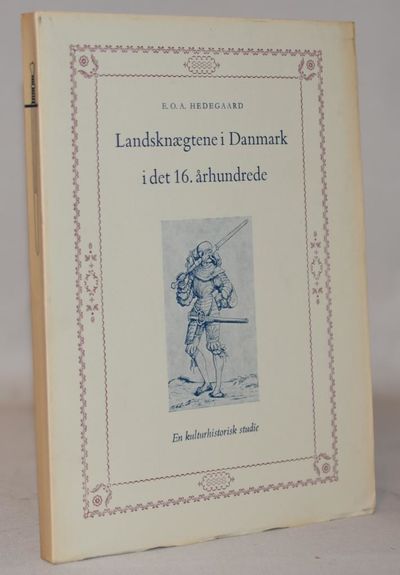 E. O. A. HEDEGAARD
Landsknægtene i Danmark
i det 16. århundrede
En kulturhistorisk studie